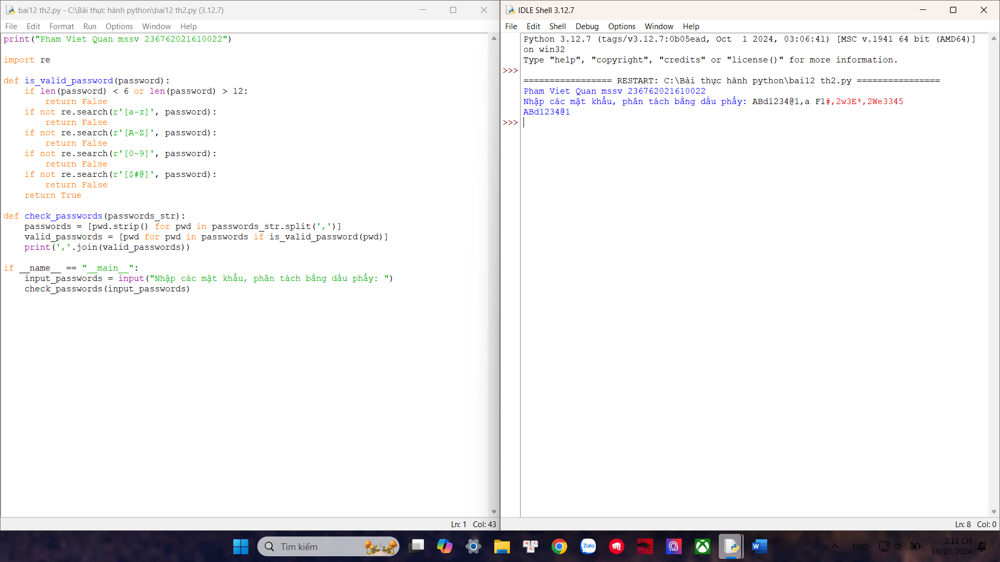 bai12 th2.py - C:\Bài thực hành python\bai12 th2.py (3.12.7)
File Edit Format Run Options Window Help
print("Pham Viet Quan mssv 236762021610022")
import re
def is_valid_password(password):
    if len(password) < 6 or len(password) > 12:
        return False
    if not re.search(r'[a-z]', password):
        return False
    if not re.search(r'[A-Z]', password):
        return False
    if not re.search(r'[0-9]', password):
        return False
    if not re.search(r'[$#@]', password):
        return False
    return True
def check_passwords(passwords_str):
    passwords = [pwd.strip() for pwd in passwords_str.split(',')]
    valid_passwords = [pwd for pwd in passwords if is_valid_password(pwd)]
    print(','.join(valid_passwords))
if __name__ == "__main__":
    input_passwords = input("Nhập các mật khẩu, phân tách bằng dấu phẩy: ")
    check_passwords(input_passwords)
Ln: 1 Col: 43
IDLE Shell 3.12.7
File Edit Shell Debug Options Window Help
Python 3.12.7 (tags/v3.12.7:0b05ead, Oct  1 2024, 03:06:41) [MSC v.1941 64 bit (AMD64)]
on win32
Type "help", "copyright", "credits" or "license()" for more information.
>>>
================= RESTART: C:\Bài thực hành python\bai12 th2.py ================
Pham Viet Quan mssv 236762021610022
Nhập các mật khẩu, phân tách bằng dấu phẩy: ABd1234@1,a F1#,2w3E*,2We3345
ABd1234@1
>>>
Ln: 8 Col: 0
Tìm kiếm
Zalo
W
ENG
2:11 CH
18/10/2024